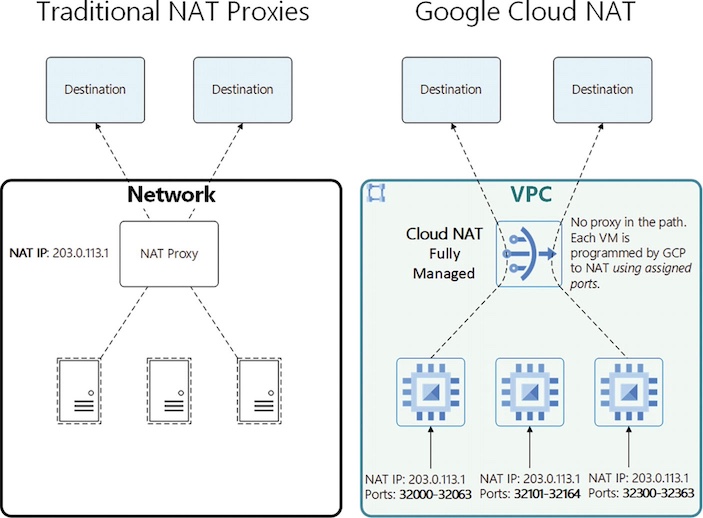 Traditional NAT Proxies
Google Cloud NAT
Destination
Destination
Destination
Destination
Network
NAT IP: 203.0.113.1
NAT Proxy
VPC
Cloud NAT
Fully
Managed
No proxy in the path.
Each VM is
programmed by GCP
to NAT using assigned
ports.
NAT IP: 203.0.113.1
Ports: 32000-32063
NAT IP: 203.0.113.1
Ports: 32101-32164
NAT IP: 203.0.113.1
Ports: 32300-32363